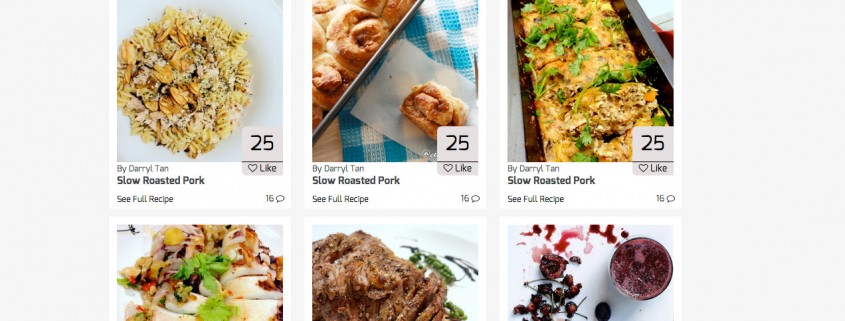 25
25
25
By Darryl Tan
Like
By Darryl Tan
Like
By Darryl Tan
Like
Slow Roasted Pork
Slow Roasted Pork
Slow Roasted Pork
See Full Recipe
16
See Full Recipe
16
See Full Recipe
16